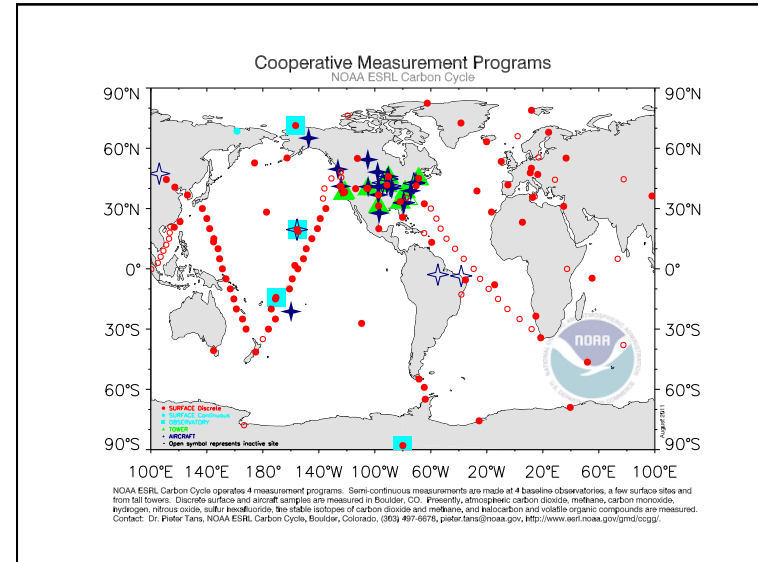 Cooperative Measurement Programs
NOAA ESRL Carbon Cycle
90°N 90°N
60°N 60°N
30°N 30°N
0° 0°
30°S 30°S
60°S 60°S
90°S 90°S
100°E 140°E 180° 140°W 100°W 60°W 20°W 20°E 60°E 100°E
NOAA
SURFACE Discrete
SURFACE Continuous
OBSERVATORY
TOWER
AIRCRAFT
Open symbol represents inactive site
August 2011
NOAA ESRL Carbon Cycle operates 4 measurement programs. Semi-continuous measurements are made at 4 baseline observatories, a few surface sites and
from tall towers. Discrete surface and aircraft samples are measured in Boulder, CO. Presently, atmospheric carbon dioxide, methane, carbon monoxide,
hydrogen, nitrous oxide, sulfur hexafluoride, the stable isotopes of carbon dioxide and methane, and halocarbon and volatile organic compounds are measured.
Contact: Dr. Pieter Tans, NOAA ESRL Carbon Cycle, Boulder, Colorado, (303) 497-6678, pieter.tans@noaa.gov, http://www.esrl.noaa.gov/gmd/ccgg/.